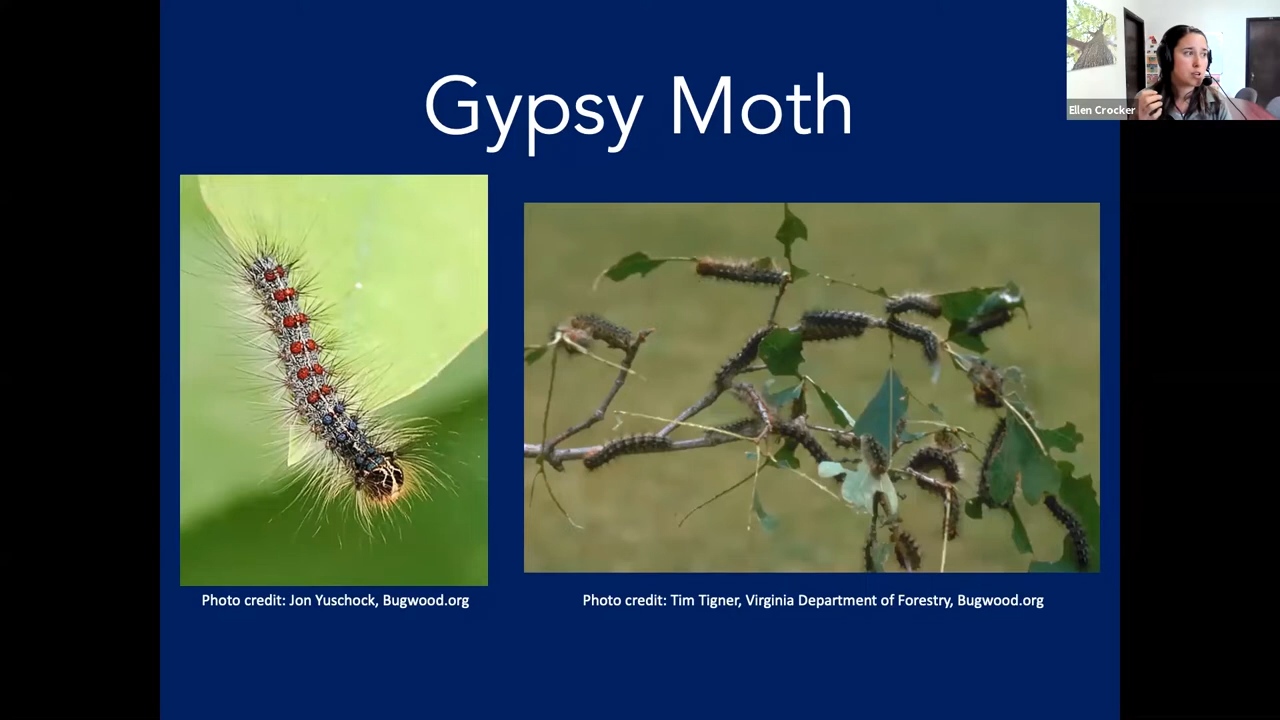 Gypsy Moth
Ellen Crocker
Photo credit: Jon Yuschock, Bugwood.org
Photo credit: Tim Tigner, Virginia Department of Forestry, Bugwood.org